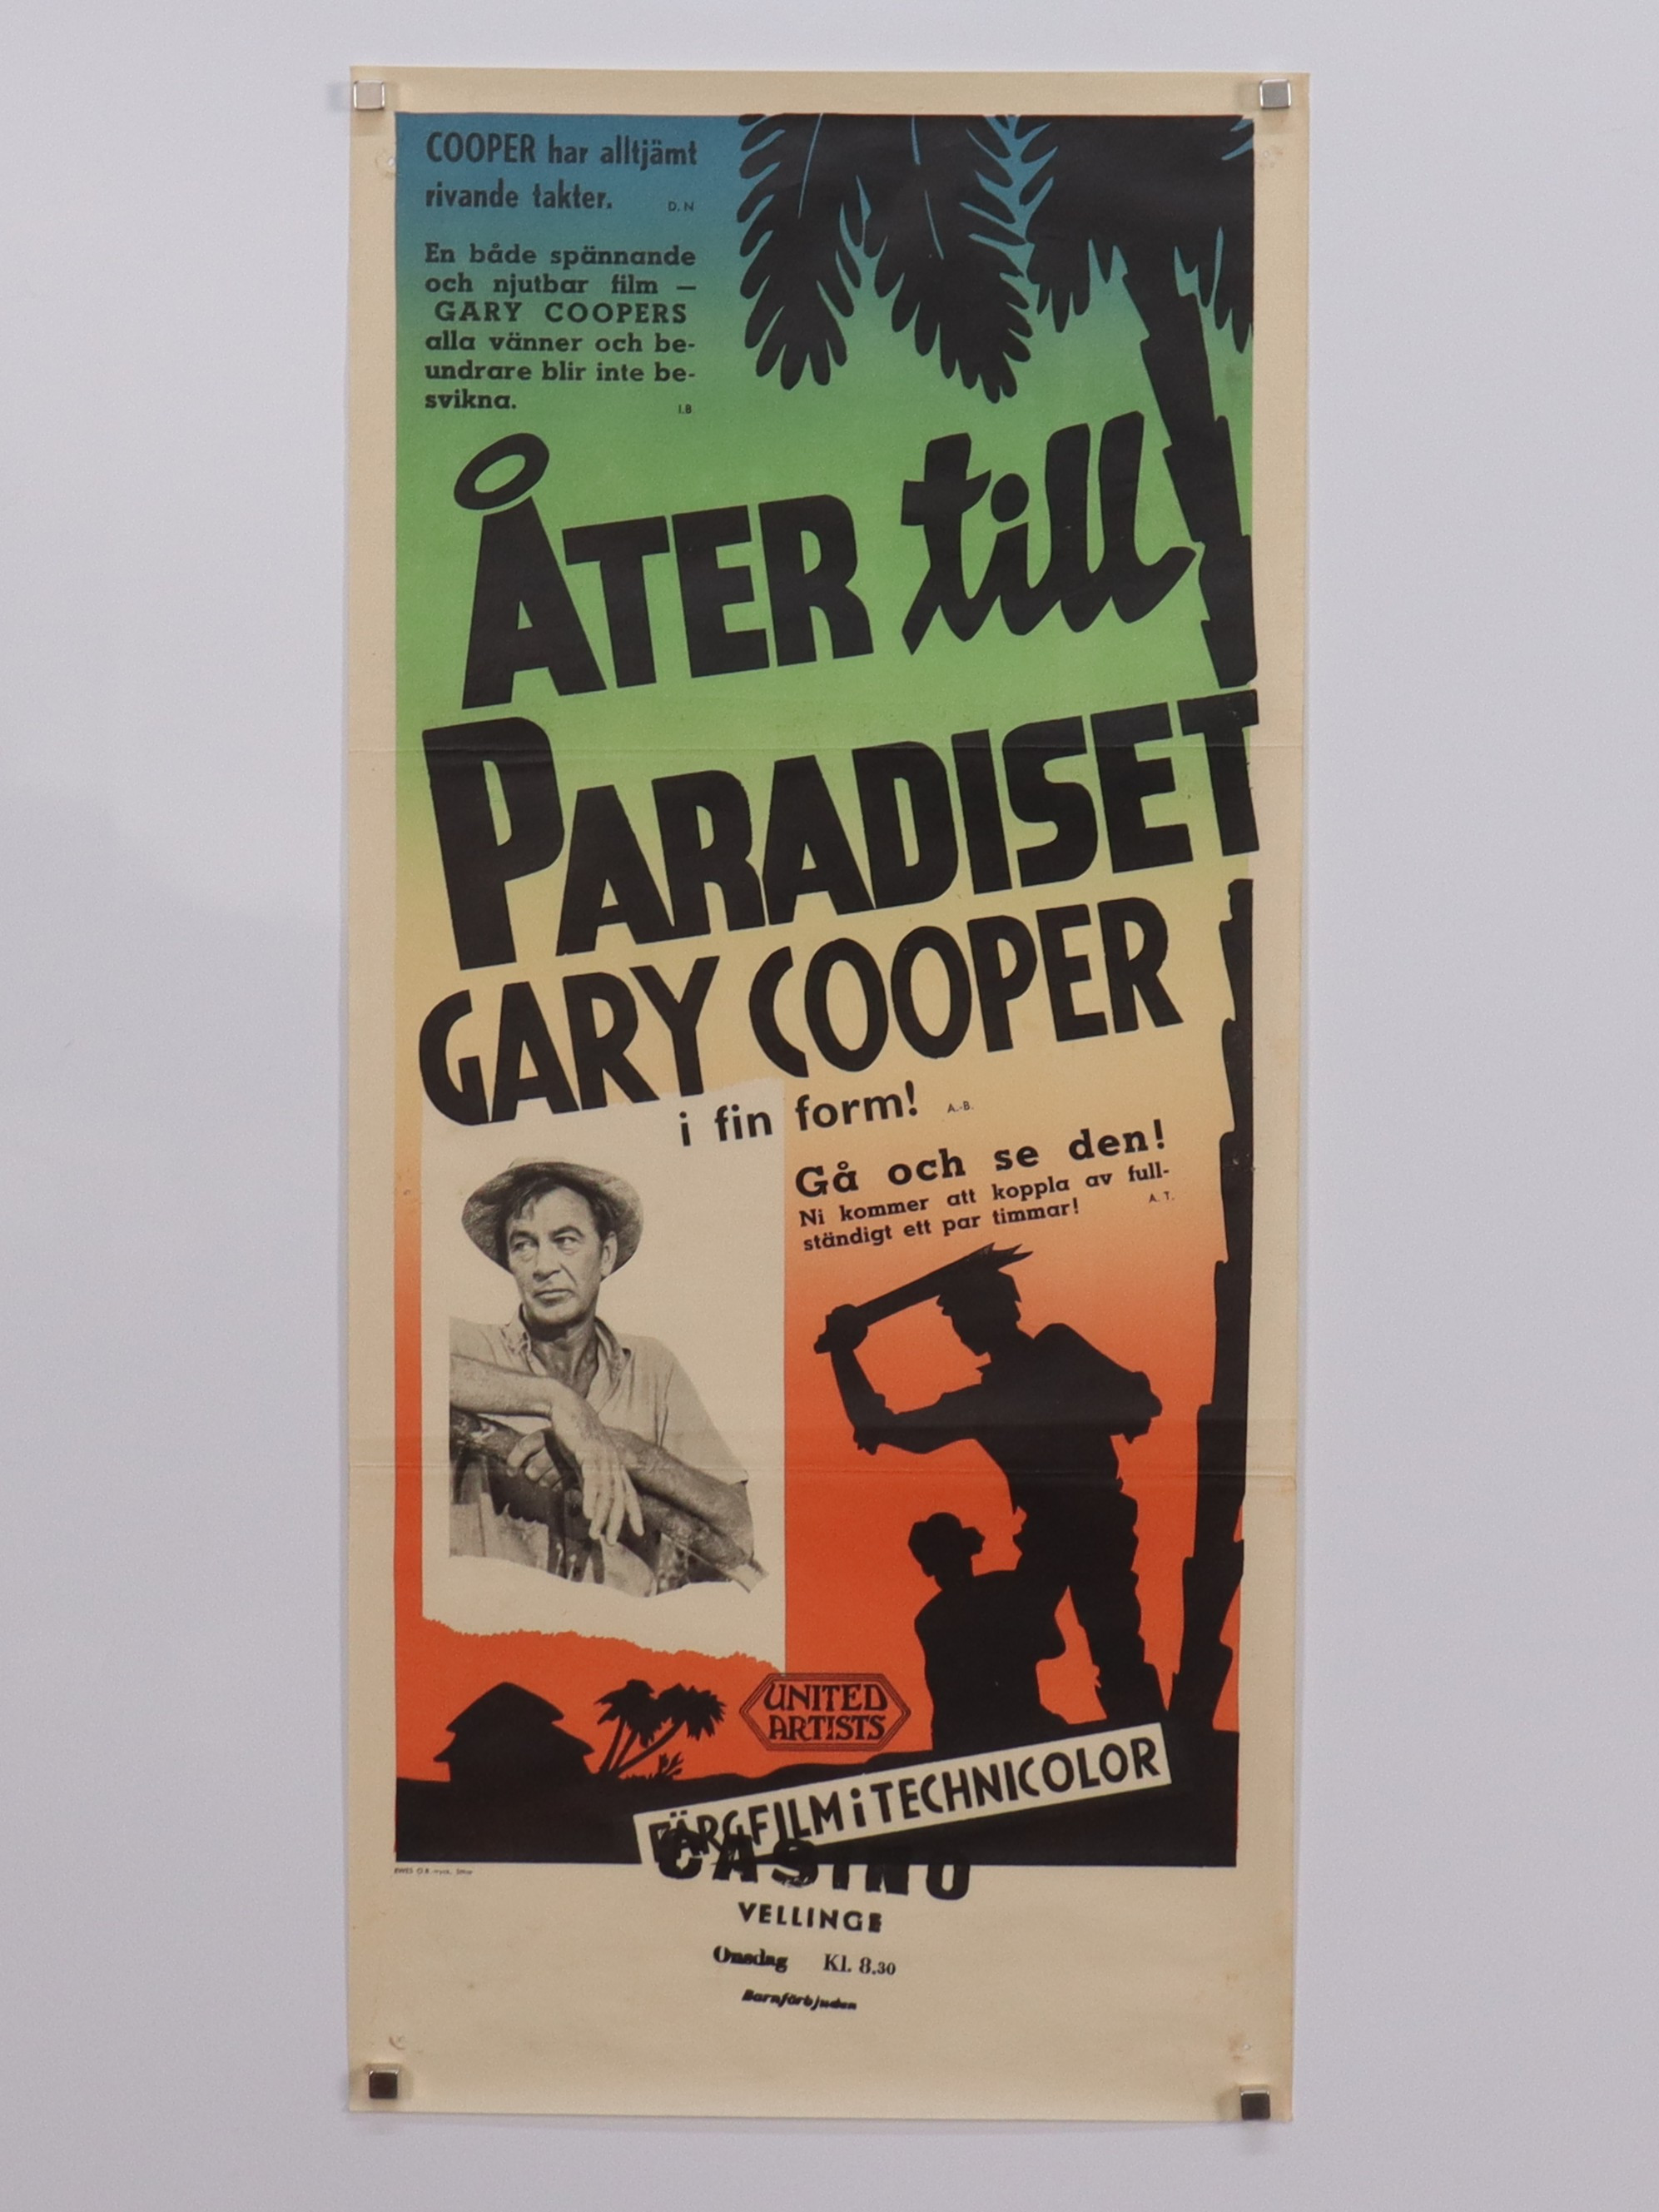 COOPER har alltjämt
rivande takter.
D.N
En både spännande
och njutbar film —
GARY COOPERS
alla vänner och be-
undrare blir inte be-
svikna.
I.B
ÅTER till
PARADISET
GARY COOPER
i fin form!
A.-B.
Gå och se den!
Ni kommer att koppla av full-
ständigt ett par timmar!
A.T.
UNITED
ARTISTS
FÄRGFILM i TECHNICOLOR
CASINO
VELLINGE
Onsdag Kl. 8.30
Barnförbjuden